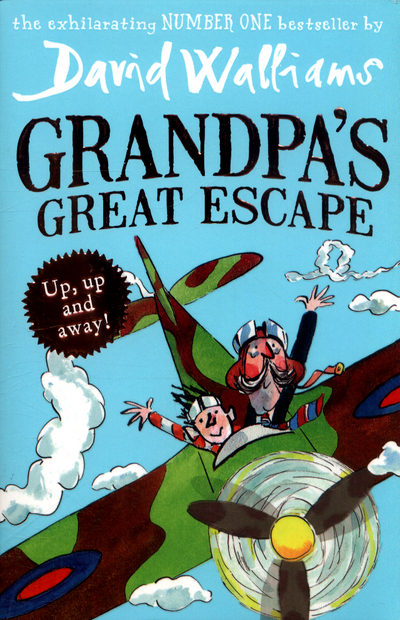 the exhilarating NUMBER ONE bestseller by
David Walliams
GRANDPA'S
GREAT ESCAPE
Up, up
and
away!